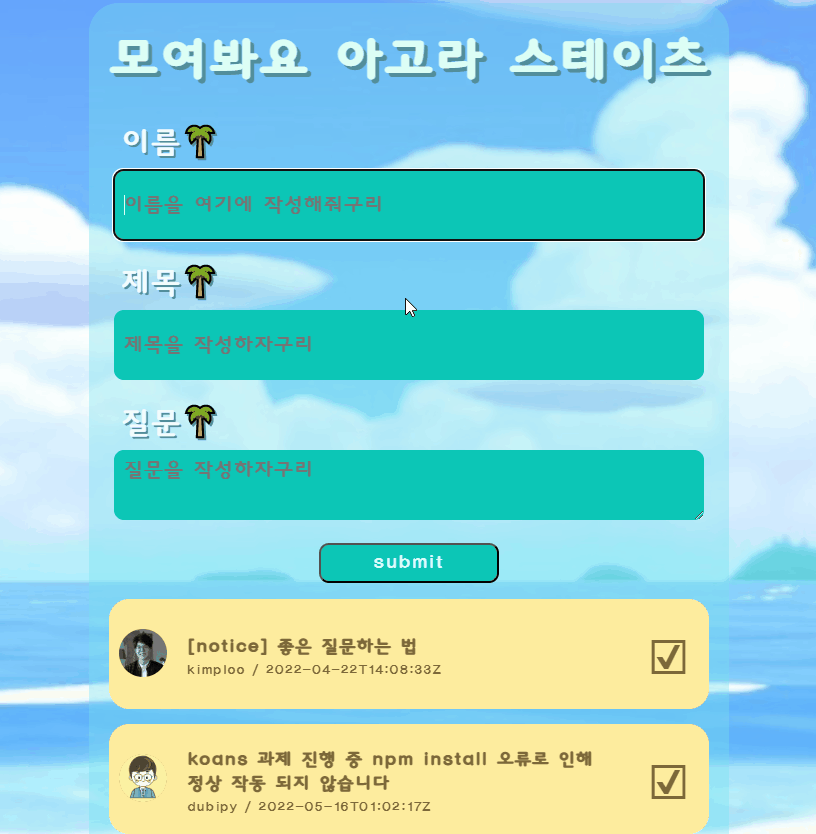 모여봐요 아고라 스테이츠
이름
이름을 여기에 작성해줘구리
제목
제목을 작성하자구리
질문
질문을 작성하자구리
submit
[notice] 좋은 질문하는 법
kimploo / 2022-04-22T14:08:33Z
koans 과제 진행 중 npm install 오류로 인해
정상 작동 되지 않습니다
dubipy / 2022-05-16T01:02:17Z